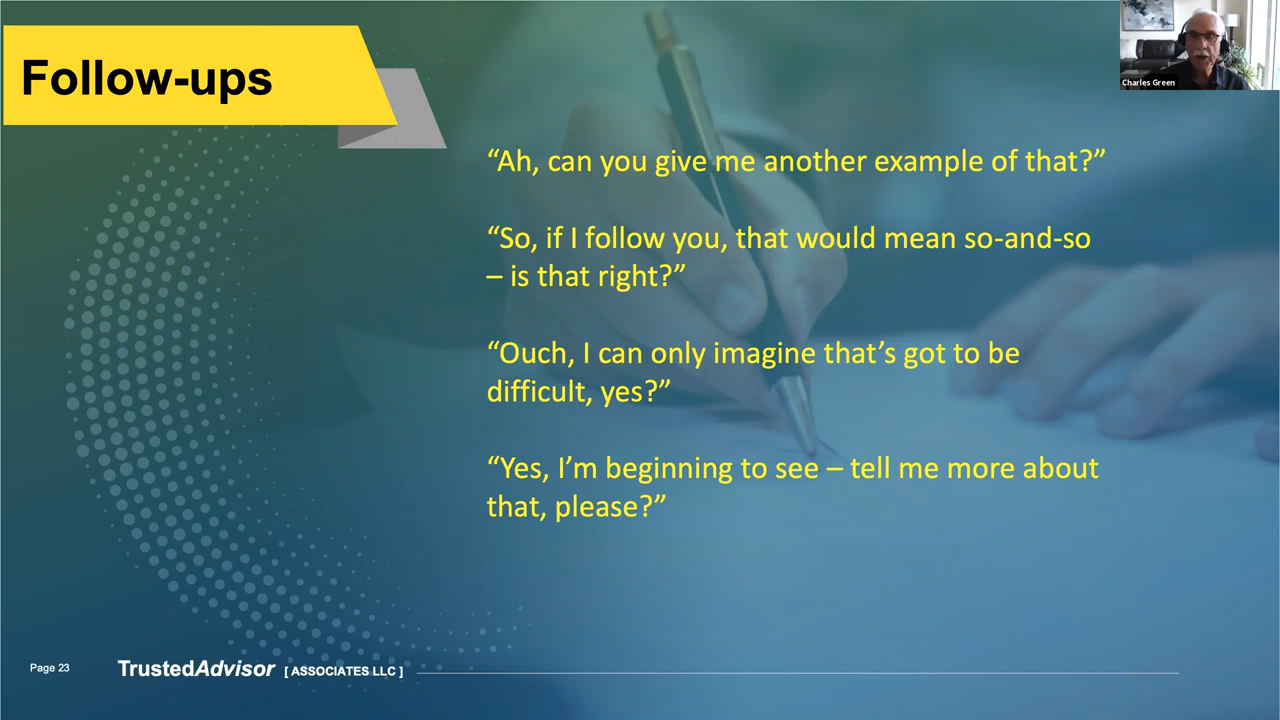 Follow-ups
Charles Green
“Ah, can you give me another example of that?”
“So, if I follow you, that would mean so-and-so
– is that right?”
“Ouch, I can only imagine that’s got to be
difficult, yes?”
“Yes, I’m beginning to see – tell me more about
that, please?”
Page 23
TrustedAdvisor [ ASSOCIATES LLC ]